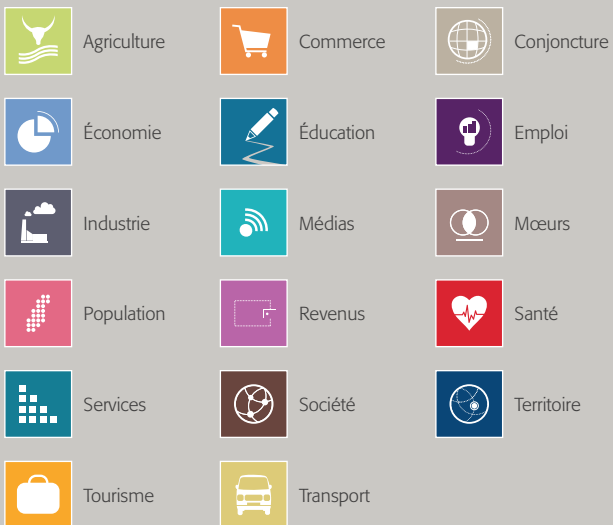 Agriculture
Commerce
Conjoncture
Économie
Éducation
Emploi
Industrie
Médias
Mœurs
Population
Revenus
Santé
Services
Société
Territoire
Tourisme
Transport